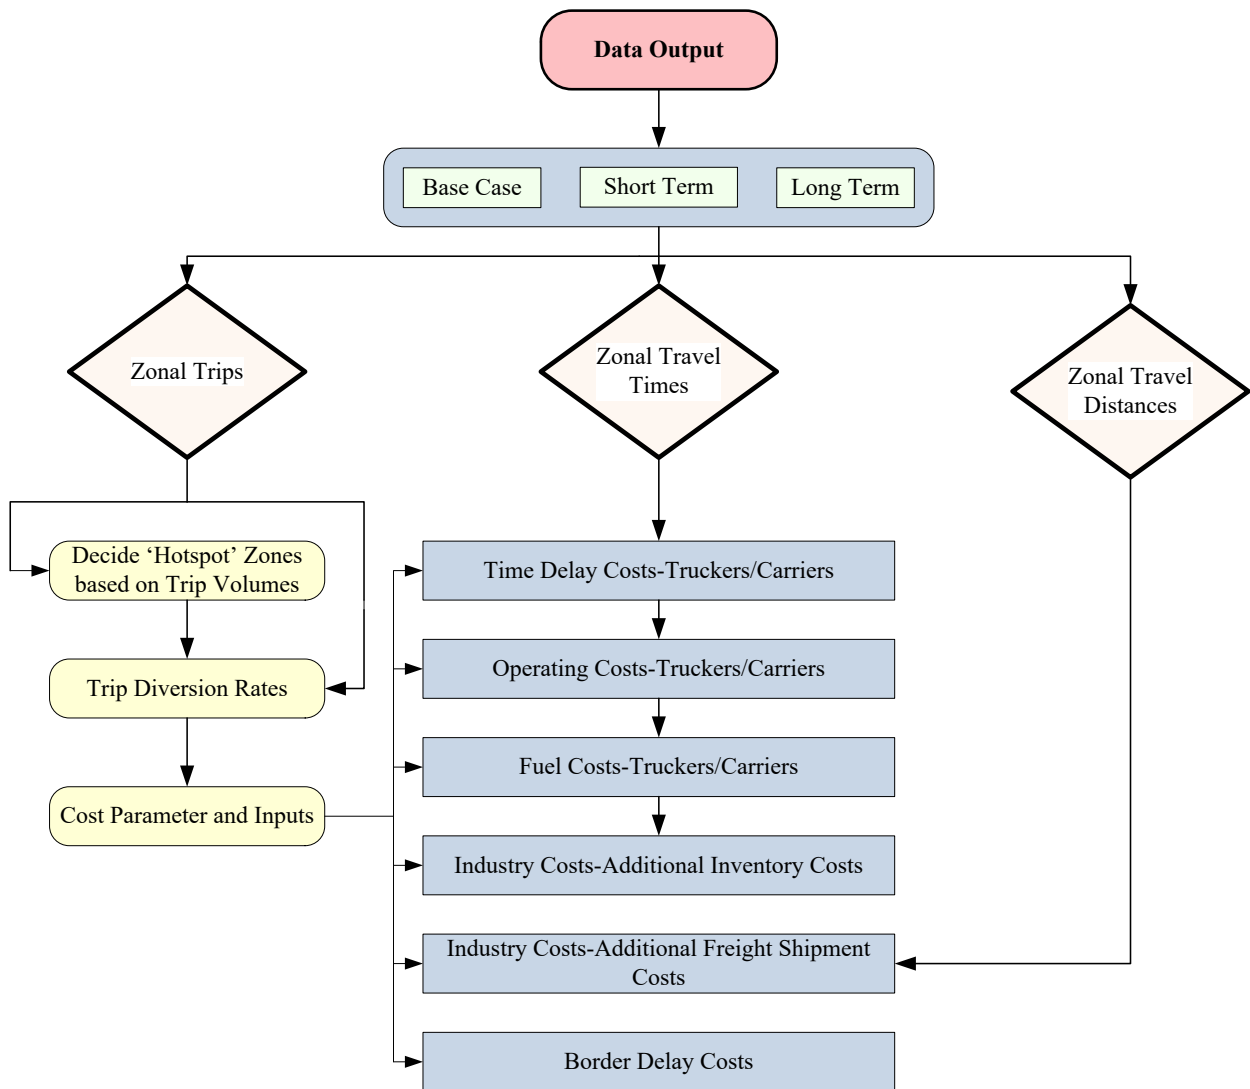 Data Output
Base Case
Short Term
Long Term
Zonal Trips
Zonal Travel
Times
Zonal Travel
Distances
Decide ‘Hotspot’ Zones
based on Trip Volumes
Trip Diversion Rates
Cost Parameter and Inputs
Time Delay Costs-Truckers/Carriers
Operating Costs-Truckers/Carriers
Fuel Costs-Truckers/Carriers
Industry Costs-Additional Inventory Costs
Industry Costs-Additional Freight Shipment
Costs
Border Delay Costs